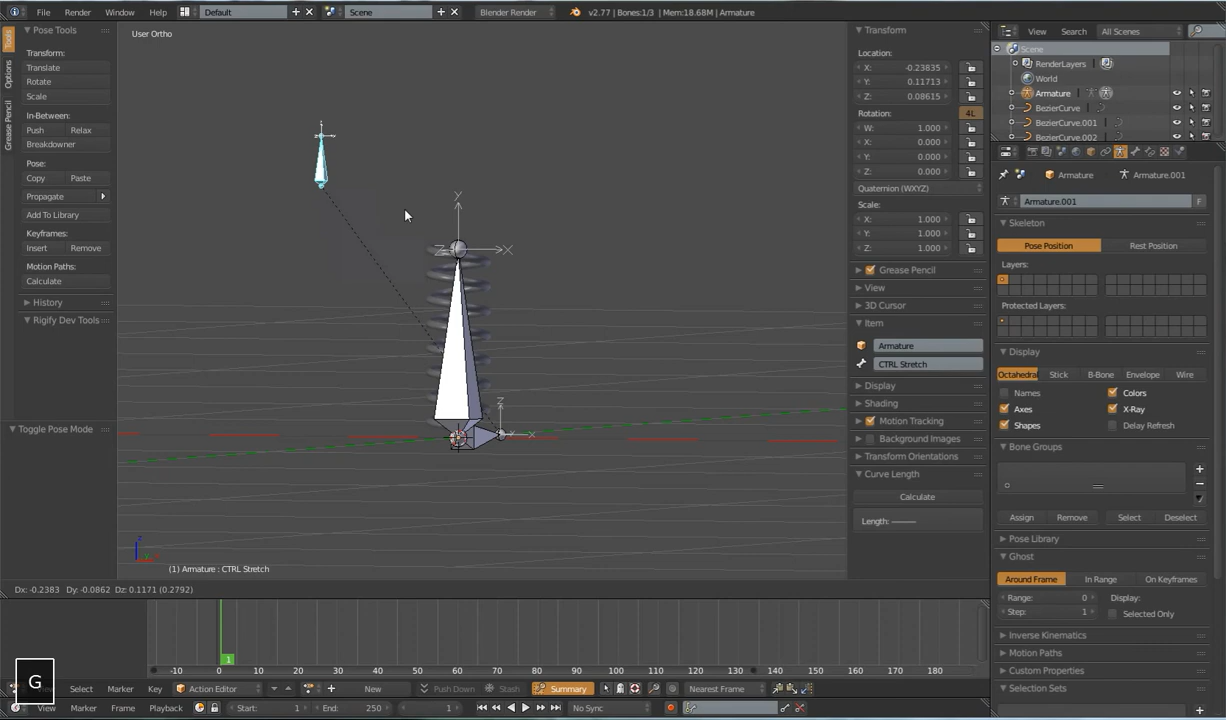 File Render Window Help Default Scene Blender Render v2.77 | Bones:1/3 | Mem:18.68M | Armature
Tools
Options
Grease Pencil
Pose Tools
Transform:
Translate
Rotate
Scale
In-Between:
Push Relax
Breakdowner
Pose:
Copy Paste
Propagate
Add To Library
Keyframes:
Insert Remove
Motion Paths:
Calculate
History
Rigify Dev Tools
Toggle Pose Mode
User Ortho
Y
X
Z
Z
X
z
y
x
(1) Armature : CTRL Stretch
Dx: -0.2383 Dy: -0.0862 Dz: 0.1171 (0.2792)
Transform
Location:
X: -0.23835
Y: 0.11713
Z: 0.08615
Rotation: 4L
W: 1.000
X: 0.000
Y: 0.000
Z: 0.000
Quaternion (WXYZ)
Scale:
X: 1.000
Y: 1.000
Z: 1.000
Grease Pencil
View
3D Cursor
Item
Armature
CTRL Stretch
Display
Shading
Motion Tracking
Background Images
Transform Orientations
Curve Length
Calculate
Length: -------
View Search All Scenes
Scene
RenderLayers
World
Armature
BezierCurve
BezierCurve.001
BezierCurve.002
Armature Armature.001
Armature.001 F
Skeleton
Pose Position Rest Position
Layers:
Protected Layers:
Display
Octahedral Stick B-Bone Envelope Wire
Names Colors
Axes X-Ray
Shapes Delay Refresh
Bone Groups
Assign Remove Select Deselect
Pose Library
Ghost
Around Frame In Range On Keyframes
Range: 0 Display:
Step: 1 Selected Only
Inverse Kinematics
Motion Paths
Custom Properties
Selection Sets
1
-10 0 10 20 30 40 50 60 70 80 90 100 110 120 130 140 150 160 170 180
G
Select Marker Key Action Editor New Push Down Stash Summary Nearest Frame
View Marker Frame Playback Start: 1 End: 250 1 No Sync